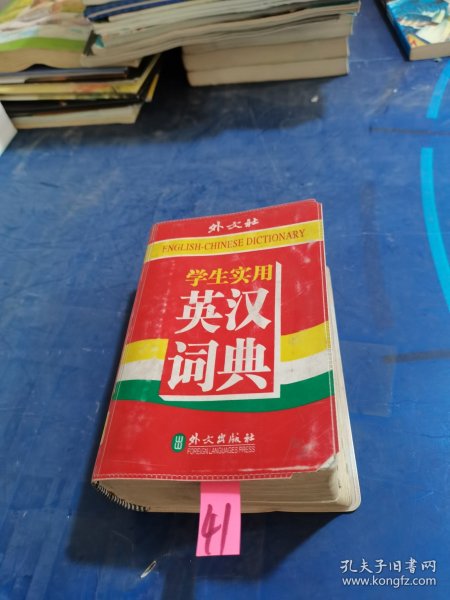 外文社
ENGLISH-CHINESE DICTIONARY
学生实用
英汉
词典
外文出版社
FOREIGN LANGUAGES PRESS
41
孔夫子旧书网
www.kongfz.com